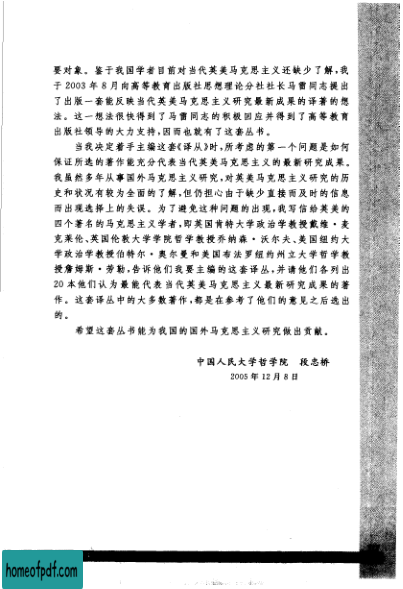 要对象。鉴于我国学者目前对当代英美马克思主义还缺少了解，我
于 2003 年 8 月向高等教育出版社思想理论分社社长马雷同志提出
了出版一套能反映当代英美马克思主义研究最新成果的译著的想
法。这一想法很快得到了马雷同志的积极回应并得到了高等教育
出版社领导的大力支持，因而也就有了这套丛书。
当我决定着手主编这套《译丛》时，所考虑的第一个问题是如何
保证所选的著作能充分代表当代英美马克思主义的最新研究成果。
我虽然多年从事国外马克思主义研究，对英美马克思主义研究的历
史和状况有较为全面的了解，但仍担心由于缺少直接而及时的信息
而出现选择上的失误。为了避免这种问题的出现，我写信给英美的
四个著名的马克思主义学者，即英国肯特大学政治学教授戴维·麦
克莱伦、英国伦敦大学学院哲学教授乔纳森·沃尔夫、美国纽约大
学政治学教授伯特尔·奥尔曼和美国布法罗纽约州立大学哲学教
授詹姆斯·劳勒，告诉他们我要主编的这套译丛，并请他们各列出
20 本他们认为最能代表当代英美马克思主义最新研究成果的著
作。这套译丛中的大多数著作，都是在参考了他们的意见之后选出
的。
希望这套丛书能为我国的国外马克思主义研究做出贡献。
中国人民大学哲学院 段忠桥
2005 年 12 月 8 日
homeofpdf.com